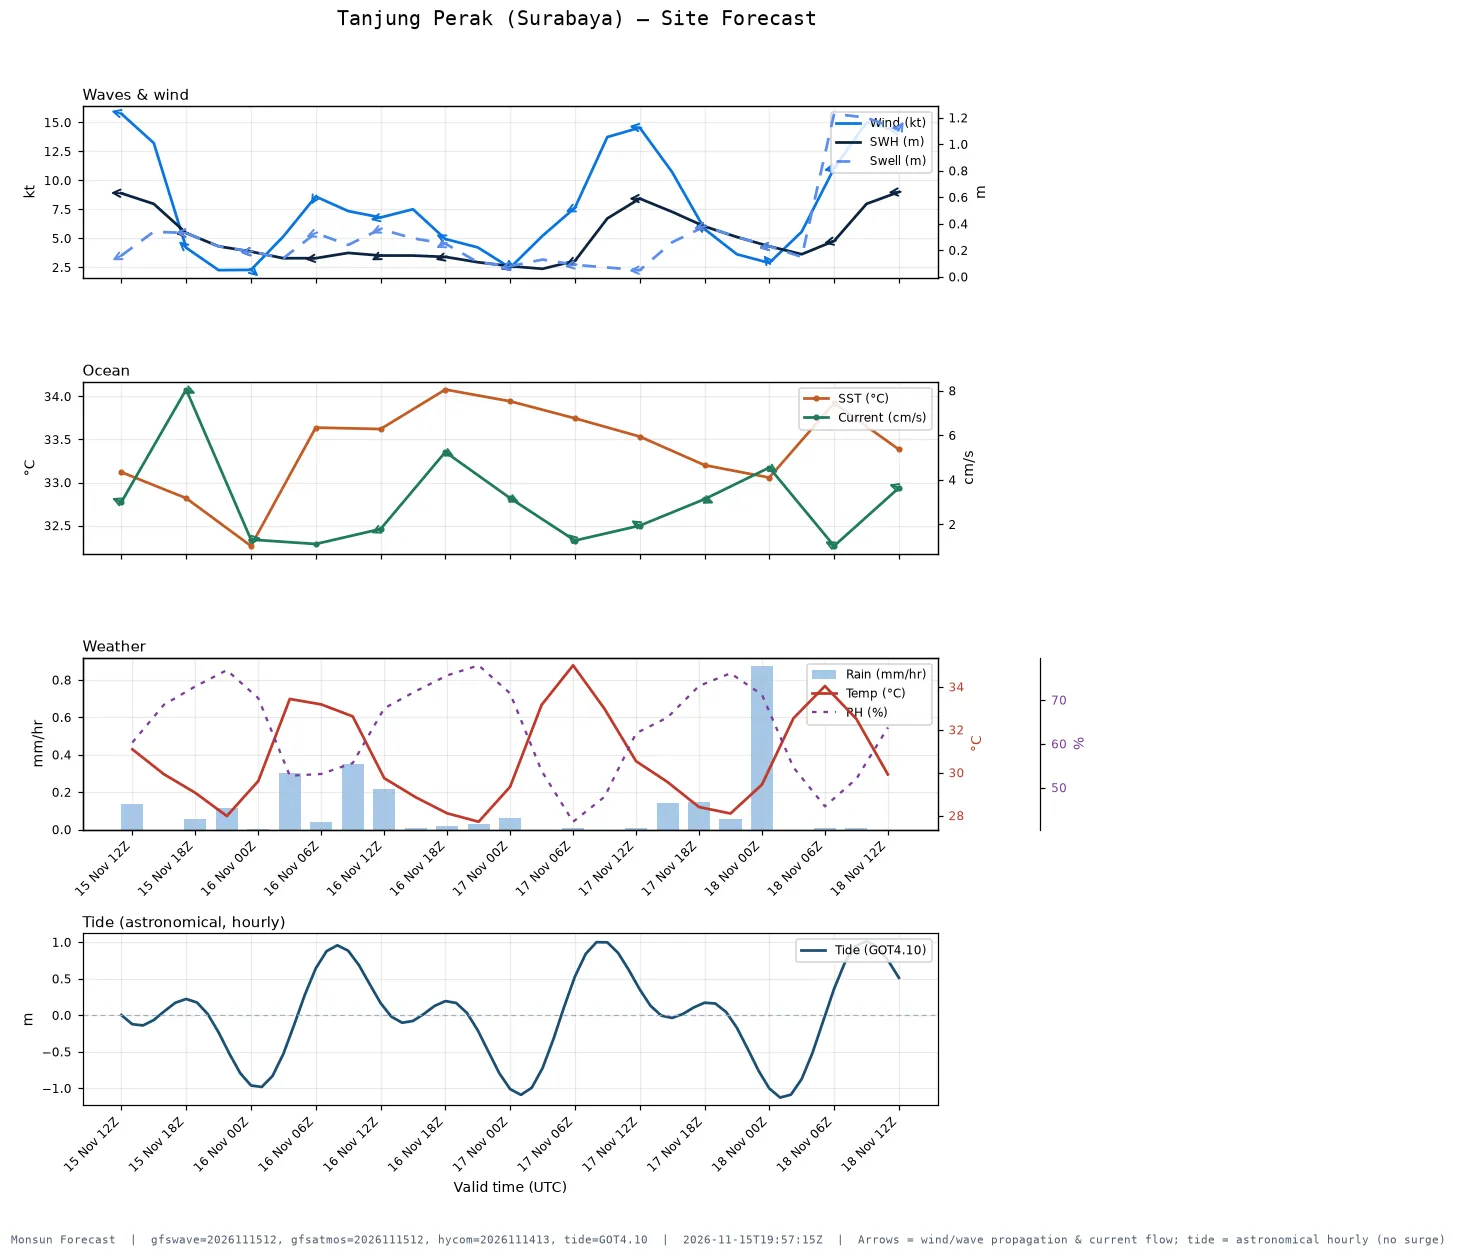 Tanjung Perak (Surabaya) — Site Forecast
Waves & wind
15.0
12.5
10.0
7.5
5.0
2.5
kt
Wind (kt)
SWH (m)
Swell (m)
1.2
1.0
0.8
0.6
0.4
0.2
0.0
m
Ocean
34.0
33.5
33.0
32.5
°C
SST (°C)
Current (cm/s)
8
6
4
2
cm/s
Weather
0.8
0.6
0.4
0.2
0.0
mm/hr
Rain (mm/hr)
Temp (°C)
RH (%)
34
32
30
28
°C
70
60
50
%
15 Nov 12Z
15 Nov 18Z
16 Nov 00Z
16 Nov 06Z
16 Nov 12Z
16 Nov 18Z
17 Nov 00Z
17 Nov 06Z
17 Nov 12Z
17 Nov 18Z
18 Nov 00Z
18 Nov 06Z
18 Nov 12Z
Tide (astronomical, hourly)
1.0
0.5
0.0
−0.5
−1.0
m
Tide (GOT4.10)
15 Nov 12Z
15 Nov 18Z
16 Nov 00Z
16 Nov 06Z
16 Nov 12Z
16 Nov 18Z
17 Nov 00Z
17 Nov 06Z
17 Nov 12Z
17 Nov 18Z
18 Nov 00Z
18 Nov 06Z
18 Nov 12Z
Valid time (UTC)
Monsun Forecast | gfswave=2026111512, gfsatmos=2026111512, hycom=2026111413, tide=GOT4.10 | 2026-11-15T19:57:15Z | Arrows = wind/wave propagation & current flow; tide = astronomical hourly (no surge)